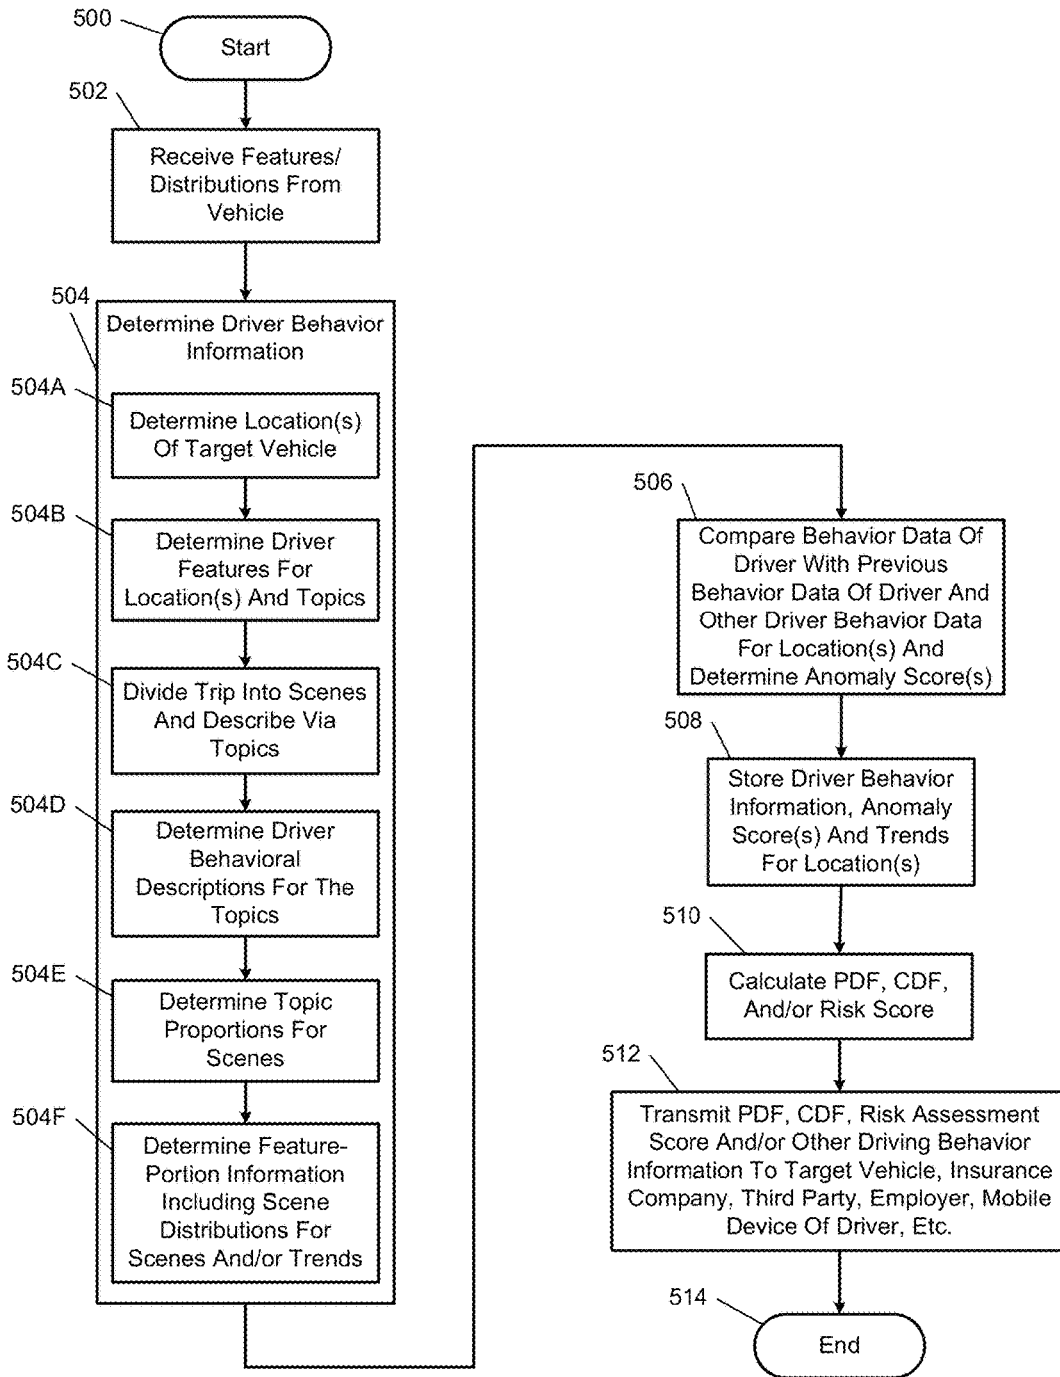 500
Start
502
Receive Features/
Distributions From
Vehicle
504
Determine Driver Behavior
Information
504A
Determine Location(s)
Of Target Vehicle
504B
Determine Driver
Features For
Location(s) And Topics
504C
Divide Trip Into Scenes
And Describe Via
Topics
504D
Determine Driver
Behavioral
Descriptions For The
Topics
504E
Determine Topic
Proportions For
Scenes
504F
Determine Feature-
Portion Information
Including Scene
Distributions For
Scenes And/or Trends
506
Compare Behavior Data Of
Driver With Previous
Behavior Data Of Driver And
Other Driver Behavior Data
For Location(s) And
Determine Anomaly Score(s)
508
Store Driver Behavior
Information, Anomaly
Score(s) And Trends
For Location(s)
510
Calculate PDF, CDF,
And/or Risk Score
512
Transmit PDF, CDF, Risk Assessment
Score And/or Other Driving Behavior
Information To Target Vehicle, Insurance
Company, Third Party, Employer, Mobile
Device Of Driver, Etc.
514
End